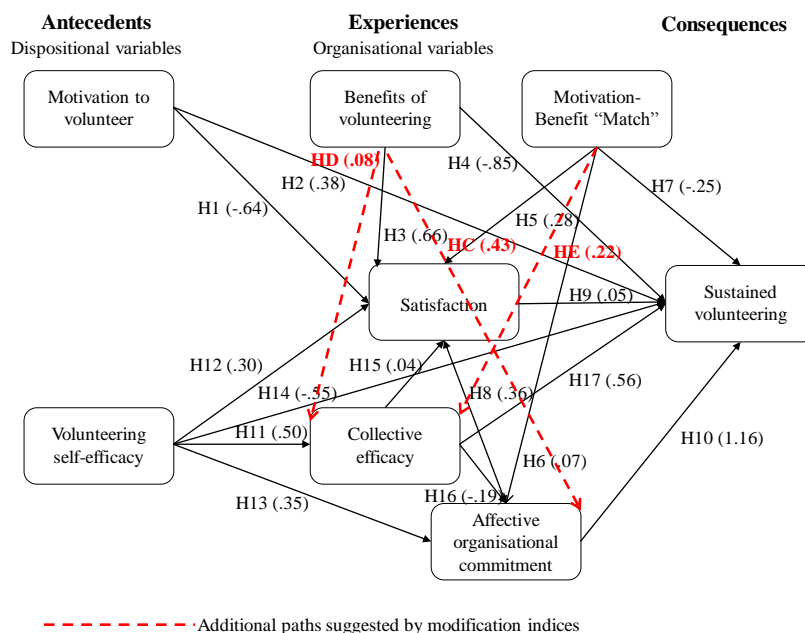 Antecedents
Experiences
Consequences
Dispositional variables
Organisational variables
Motivation to
volunteer
Benefits of
volunteering
Motivation-
Benefit “Match”
HD (.08)
H4 (-.85)
H2 (.38)
H7 (-.25)
H1 (-.64)
H5 (.28)
H3 (.66)
HC (.43)
HE (.22)
Satisfaction
H9 (.05)
Sustained
volunteering
H12 (.30)
H15 (.04)
H17 (.56)
H14 (-.55)
H8 (.36)
Volunteering
self-efficacy
H11 (.50)
Collective
efficacy
H10 (1.16)
H6 (.07)
H13 (.35)
H16 (-.19)
Affective
organisational
commitment
Additional paths suggested by modification indices